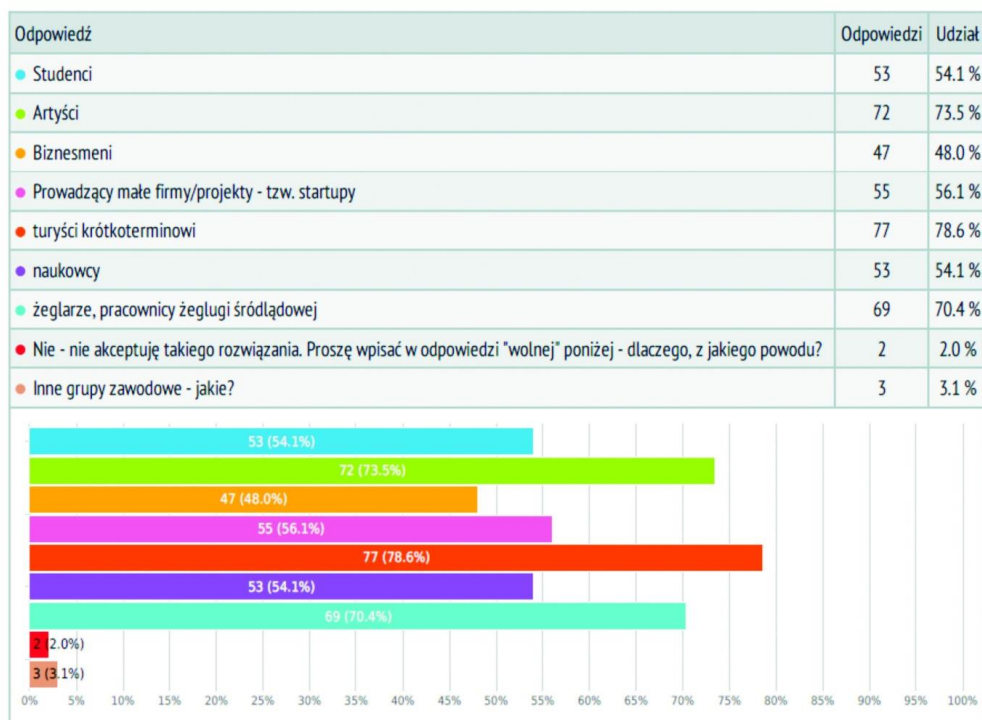 Odpowiedź Odpowiedzi Udział
Studenci 53 54.1 %
Artyści 72 73.5 %
Biznesmeni 47 48.0 %
Prowadzący małe firmy/projekty - tzw. startupy 55 56.1 %
turyści krótkoterminowi 77 78.6 %
naukowcy 53 54.1 %
żeglarze, pracownicy żeglugi śródlądowej 69 70.4 %
Nie - nie akceptuję takiego rozwiązania. Proszę wpisać w odpowiedzi "wolnej" poniżej - dlaczego, z jakiego powodu? 2 2.0 %
Inne grupy zawodowe - jakie? 3 3.1 %
53 (54.1%)
72 (73.5%)
47 (48.0%)
55 (56.1%)
77 (78.6%)
53 (54.1%)
69 (70.4%)
2 (2.0%)
3 (3.1%)
0% 5% 10% 15% 20% 25% 30% 35% 40% 45% 50% 55% 60% 65% 70% 75% 80% 85% 90% 95% 100%